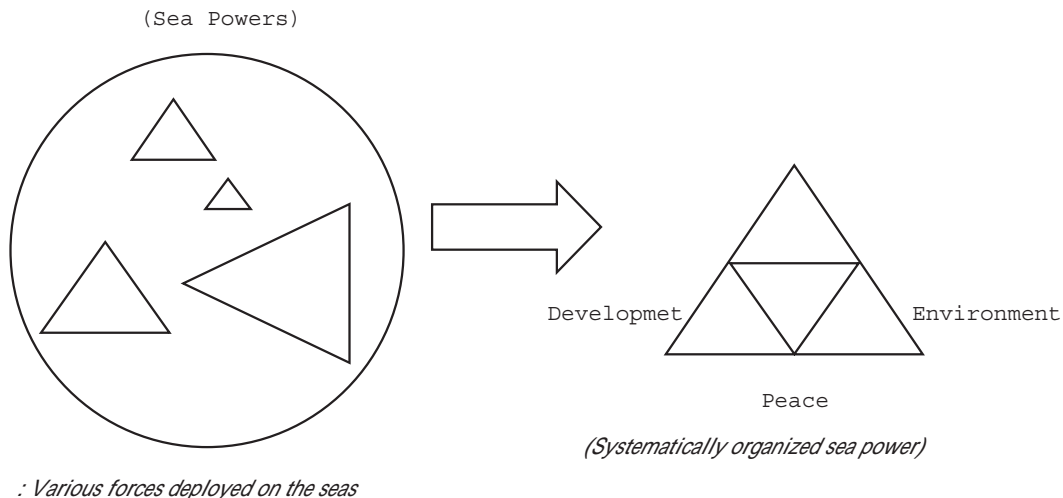 (Sea Powers)
Developmet
Environment
Peace
(Systematically organized sea power)
: Various forces deployed on the seas